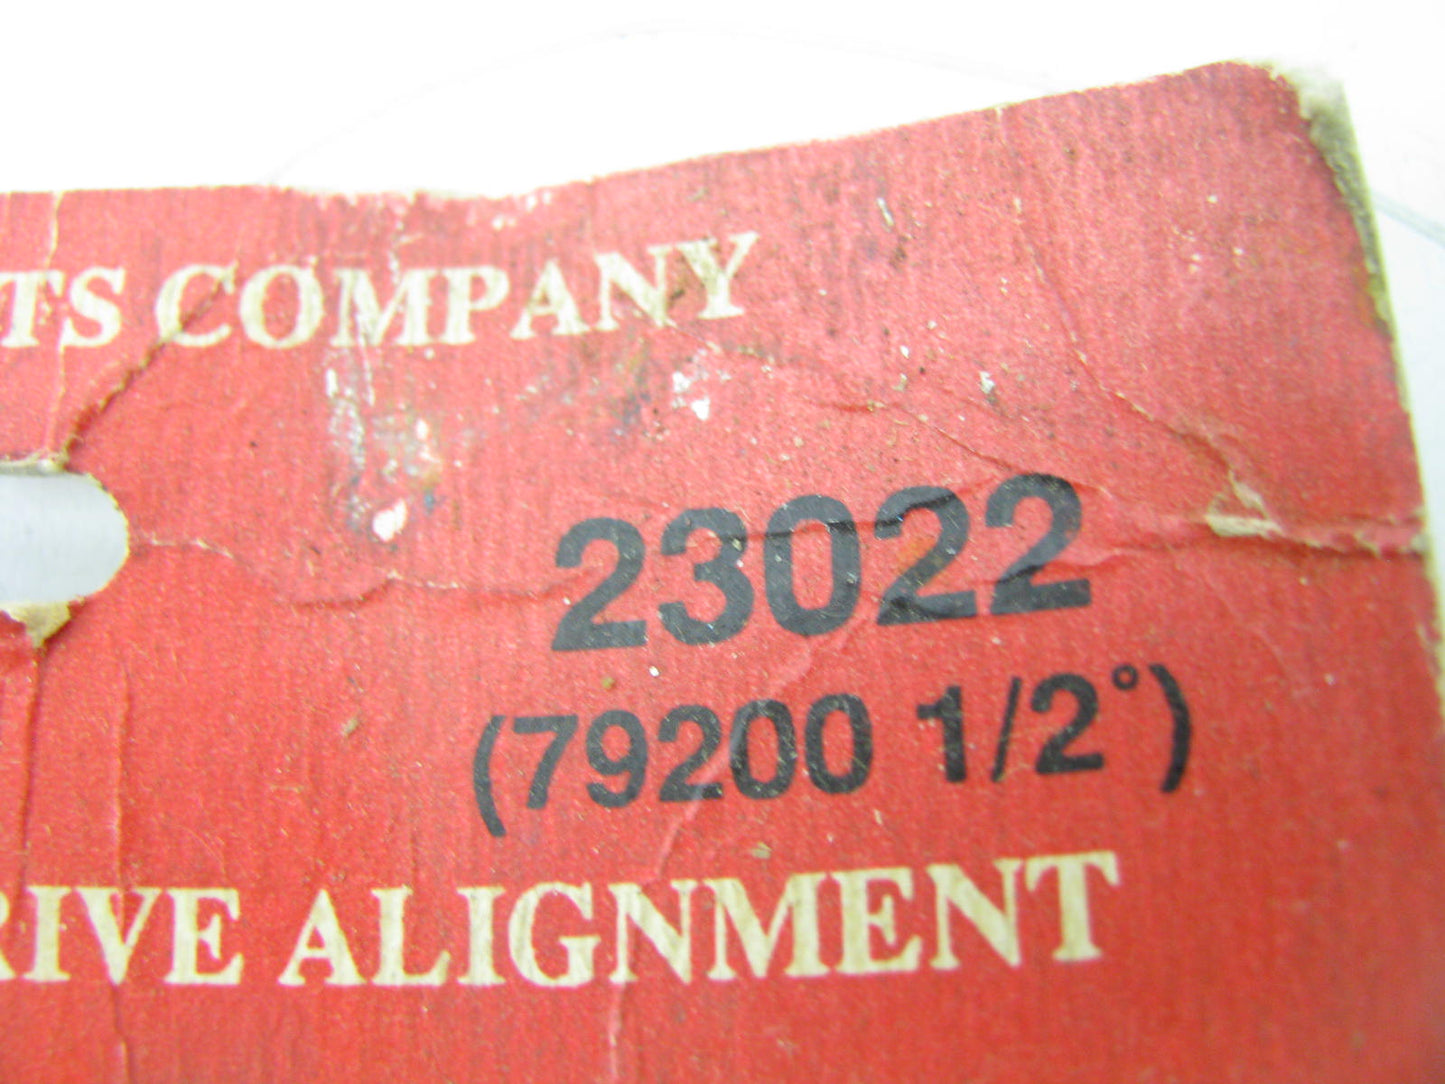 TS COMPANY
23022
(79200 1/2°)
RIVE ALIGNMENT